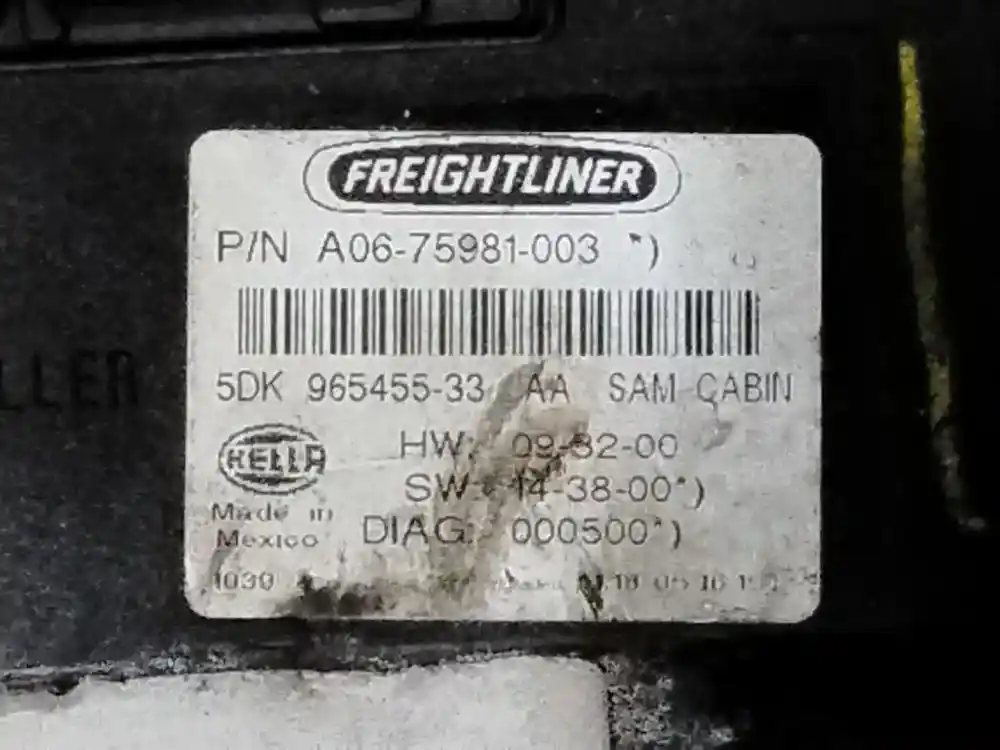 FREIGHTLINER
P/N A06-75981-003 *)
5DK 965455-33 AA SAM CABIN
HELLA
HW: 09-32-00
SW: 14-38-00*)
Made in
Mexico
DIAG: 000500*)
1030